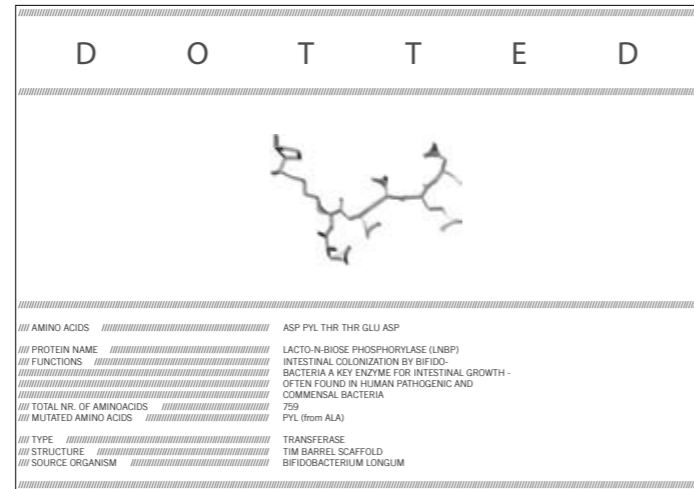 D O T T E D
//// AMINO ACIDS //////////////////////////////////////////////////////// ASP PYL THR THR GLU ASP
//// PROTEIN NAME ///////////////////////////////////////////////////// LACTO-N-BIOSE PHOSPHORYLASE (LNBP)
//// FUNCTIONS ////////////////////////////////////////////////////////// INTESTINAL COLONIZATION BY BIFIDO-
BACTERIA A KEY ENZYME FOR INTESTINAL GROWTH -
OFTEN FOUND IN HUMAN PATHOGENIC AND
COMMENSAL BACTERIA
//// TOTAL NR. OF AMINOACIDS //////////////////////////////////// 759
//// MUTATED AMINO ACIDS ///////////////////////////////////////// PYL (from ALA)
//// TYPE //////////////////////////////////////////////////////////////////// TRANSFERASE
//// STRUCTURE ////////////////////////////////////////////////////////// TIM BARREL SCAFFOLD
//// SOURCE ORGANISM /////////////////////////////////////////////// BIFIDOBACTERIUM LONGUM